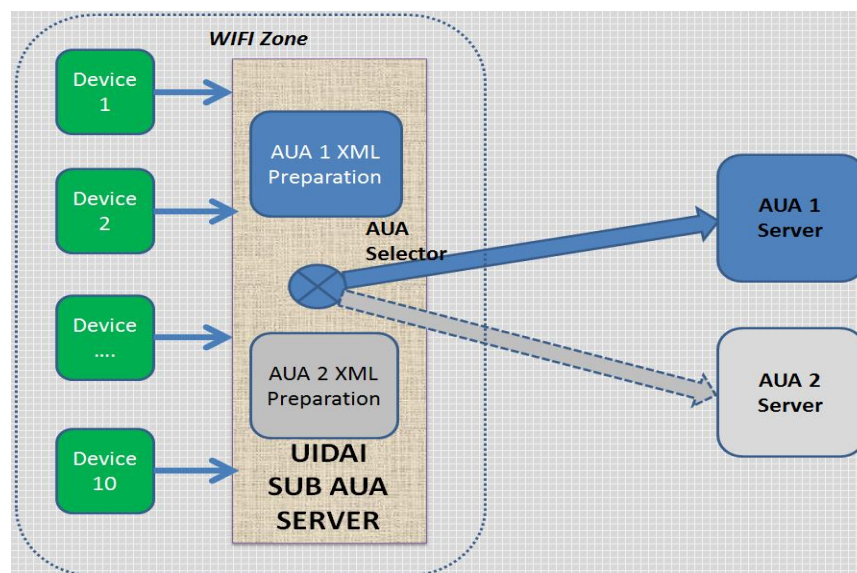 WIFI Zone
Device
1
Device
2
Device
....
Device
10
AUA 1 XML
Preparation
AUA
Selector
AUA 2 XML
Preparation
UIDAI
SUB AUA
SERVER
AUA 1
Server
AUA 2
Server